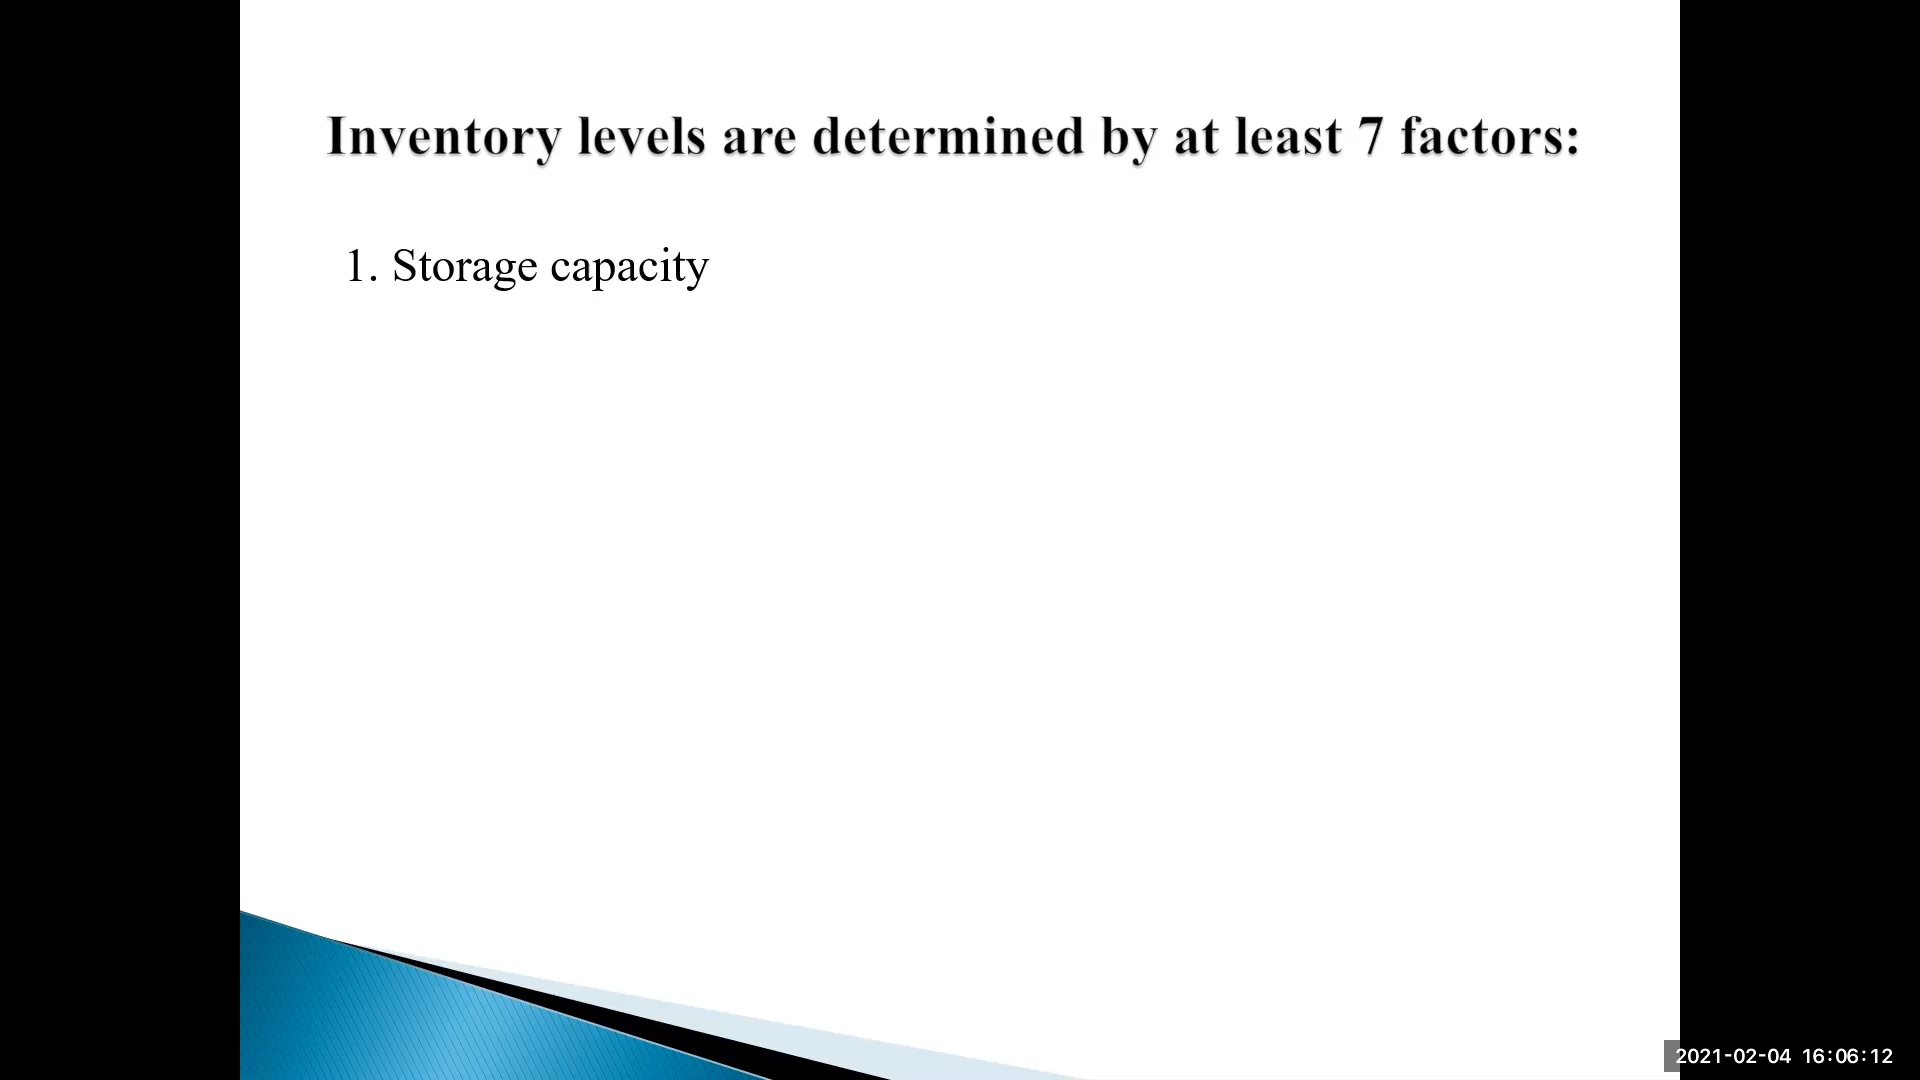 Inventory levels are determined by at least 7 factors:
1. Storage capacity
2021-02-04 16:06:12